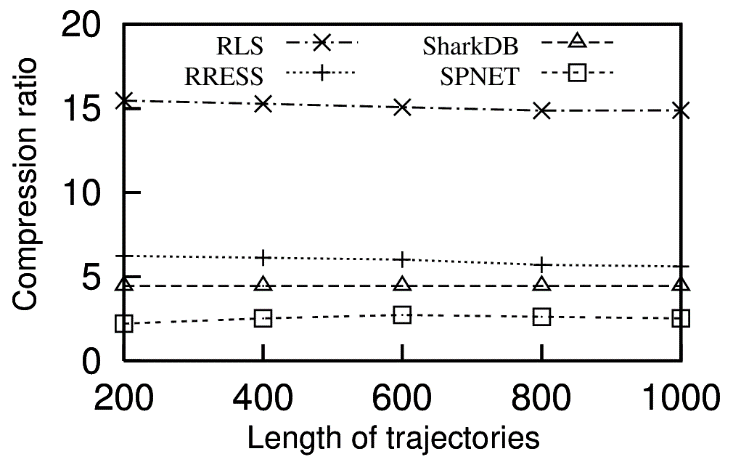 20
RLS SharkDB
RRESS SPNET
15
10
5
0
Compression ratio
200 400 600 800 1000
Length of trajectories